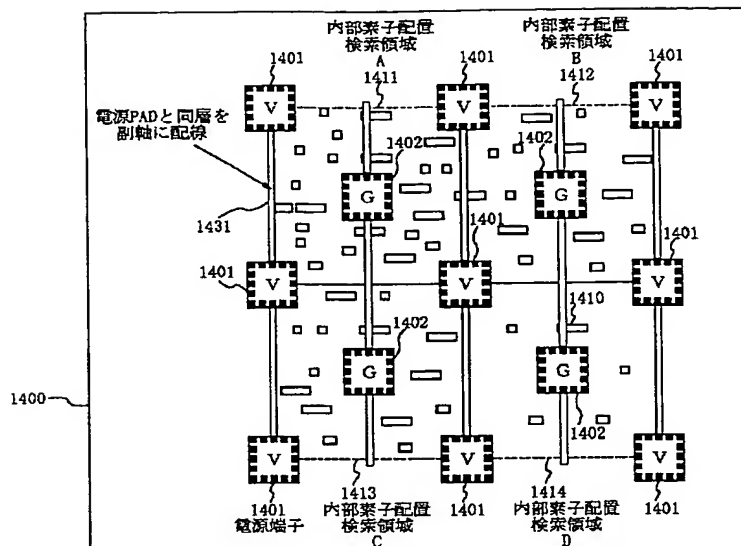 内部素子配置
検索領域
A
内部素子配置
検索領域
B
1401
1411
1401
1412
1401
V
V
V
電源PADと同層を
副軸に配線
1402
1402
G
G
1431
1401
1401
1401
V
V
V
1410
1402
G
G
1400
1402
V
V
V
1401
電源端子
1413
内部素子配置
検索領域
C
1401
1414
内部素子配置
検索領域
D
1401